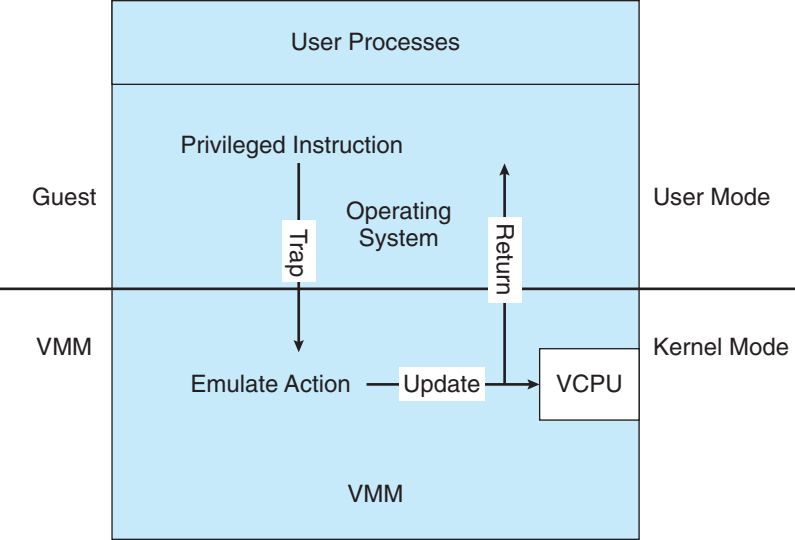 User Processes
Privileged Instruction
Guest
User Mode
Operating
System
Trap
Return
VMM
Kernel Mode
Emulate Action
Update
VCPU
VMM